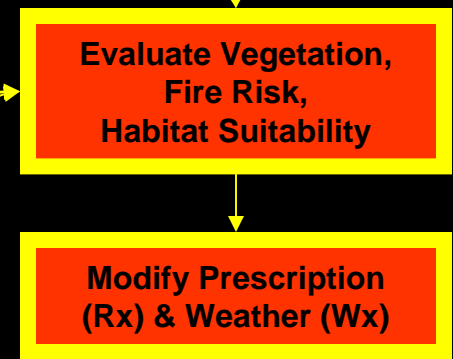 Evaluate Vegetation,
Fire Risk,
Habitat Suitability
Modify Prescription
(Rx) & Weather (Wx)